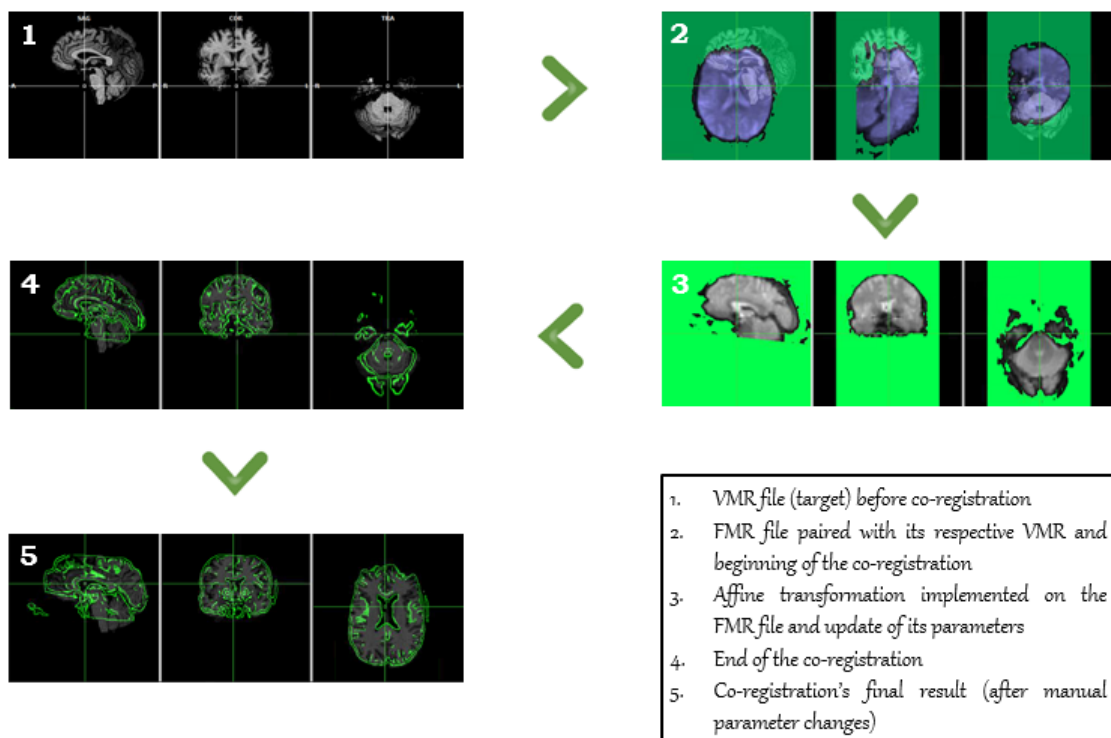 1
SAG COR TRA
A P R L R L
2
4
3
5
1. VMR file (target) before co-registration
2. FMR file paired with its respective VMR and
beginning of the co-registration
3. Affine transformation implemented on the
FMR file and update of its parameters
4. End of the co-registration
5. Co-registration's final result (after manual
parameter changes)